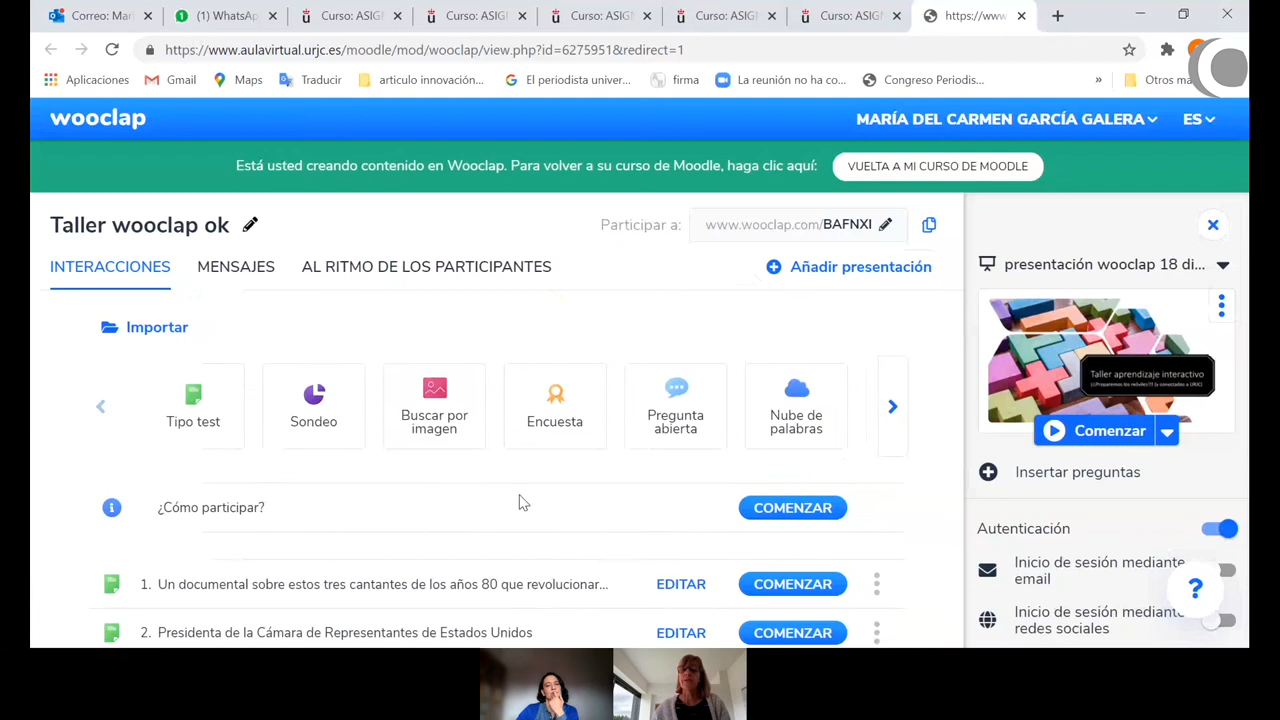 Correo: Mari
(1) WhatsAp
Curso: ASIGN
Curso: ASIGN
Curso: ASIGN
Curso: ASIGN
Curso: ASIGN
https://www
https://www.aulavirtual.urjc.es/moodle/mod/wooclap/view.php?id=6275951&redirect=1
Aplicaciones
Gmail
Maps
Traducir
articulo innovación...
El periodista univer...
firma
La reunión no ha co...
Congreso Periodis...
»
Otros ma
wooclap
MARÍA DEL CARMEN GARCÍA GALERA
ES
Está usted creando contenido en Wooclap. Para volver a su curso de Moodle, haga clic aquí:
VUELTA A MI CURSO DE MOODLE
Taller wooclap ok
Participar a:
www.wooclap.com/BAFNXI
INTERACCIONES
MENSAJES
AL RITMO DE LOS PARTICIPANTES
Añadir presentación
Importar
Tipo test
Sondeo
Buscar por
imagen
Encuesta
Pregunta
abierta
Nube de
palabras
¿Cómo participar?
COMENZAR
1. Un documental sobre estos tres cantantes de los años 80 que revolucionar...
EDITAR
COMENZAR
2. Presidenta de la Cámara de Representantes de Estados Unidos
EDITAR
COMENZAR
presentación wooclap 18 di...
Taller aprendizaje interactivo
Comenzar
Insertar preguntas
Autenticación
Inicio de sesión mediante
email
Inicio de sesión mediante
redes sociales
?